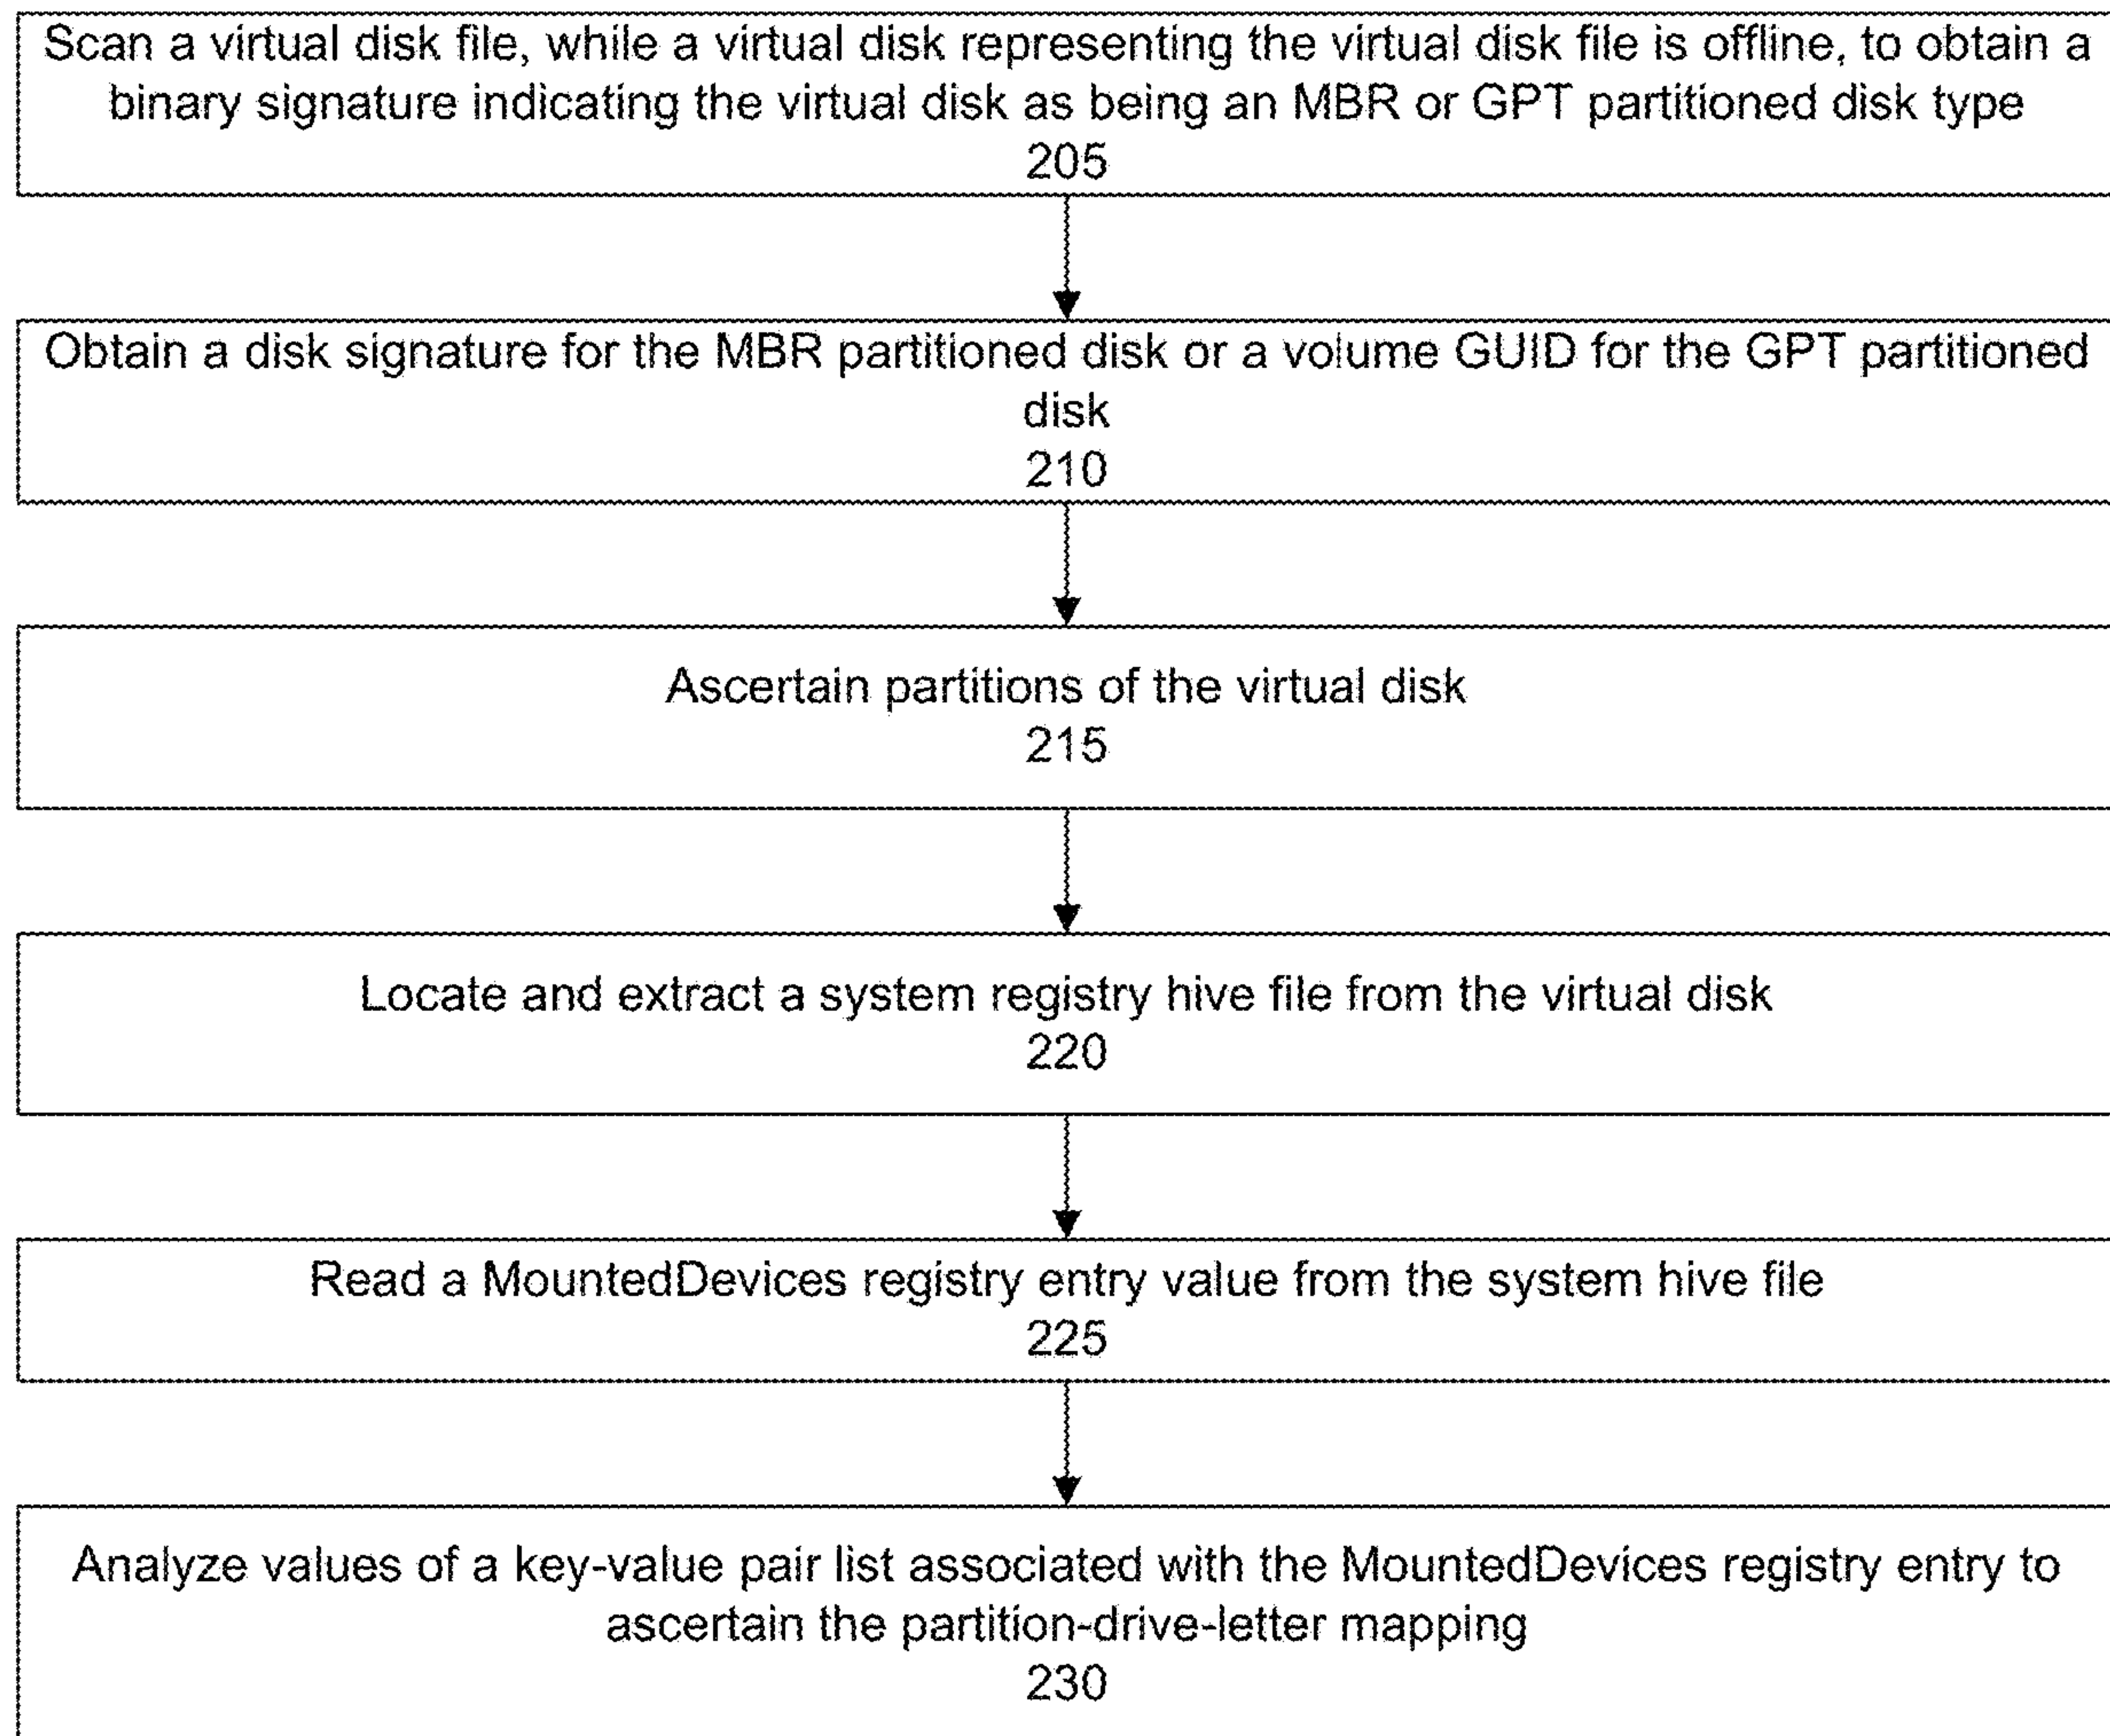 Scan a virtual disk file, while a virtual disk representing the virtual disk file is offline, to obtain a
binary signature indicating the virtual disk as being an MBR or GPT partitioned disk type
205
Obtain a disk signature for the MBR partitioned disk or a volume GUID for the GPT partitioned
disk
210
Ascertain partitions of the virtual disk
215
Locate and extract a system registry hive file from the virtual disk
220
Read a MountedDevices registry entry value from the system hive file
225
Analyze values of a key-value pair list associated with the MountedDevices registry entry to
ascertain the partition-drive-letter mapping
230